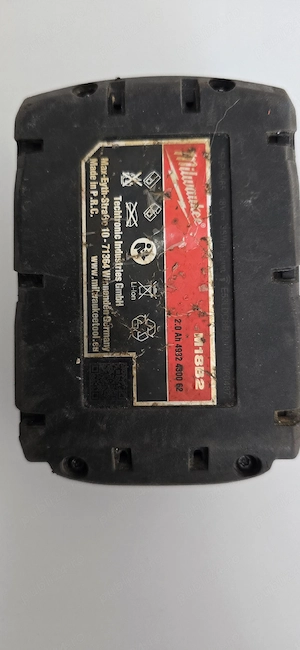 Milwaukee
M18B2
2.0 Ah 4932 4300 62
Li-Ion
Techtronic Industries GmbH
Max-Eyth-Straße 10 - 71364 Winnenden Germany
Made in P.R.C.
www.milwaukeetool.eu